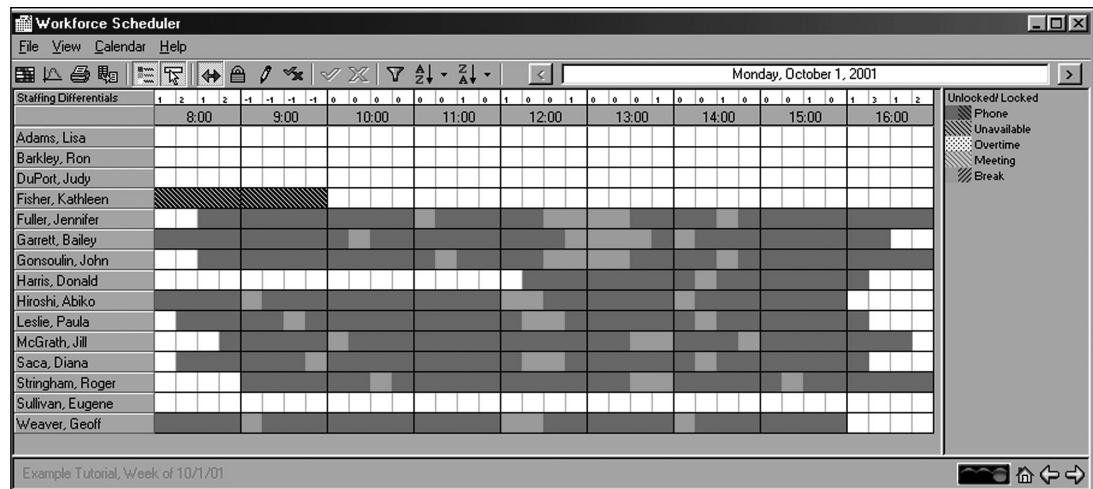 Workforce Scheduler
File View Calendar Help
Monday, October 1, 2001
Staffing Differentials 1 2 1 2 -1 -1 -1 -1 0 0 0 0 0 0 1 0 1 0 0 1 0 0 0 1 0 0 1 0 0 0 1 0 1 3 1 2
8:00 9:00 10:00 11:00 12:00 13:00 14:00 15:00 16:00
Unlocked/ Locked
Phone
Unavailable
Overtime
Meeting
Break
Adams, Lisa
Barkley, Ron
DuPort, Judy
Fisher, Kathleen
Fuller, Jennifer
Garrett, Bailey
Gonsoulin, John
Harris, Donald
Hiroshi, Abiko
Leslie, Paula
McGrath, Jill
Saca, Diana
Stringham, Roger
Sullivan, Eugene
Weaver, Geoff
Example Tutorial, Week of 10/1/01